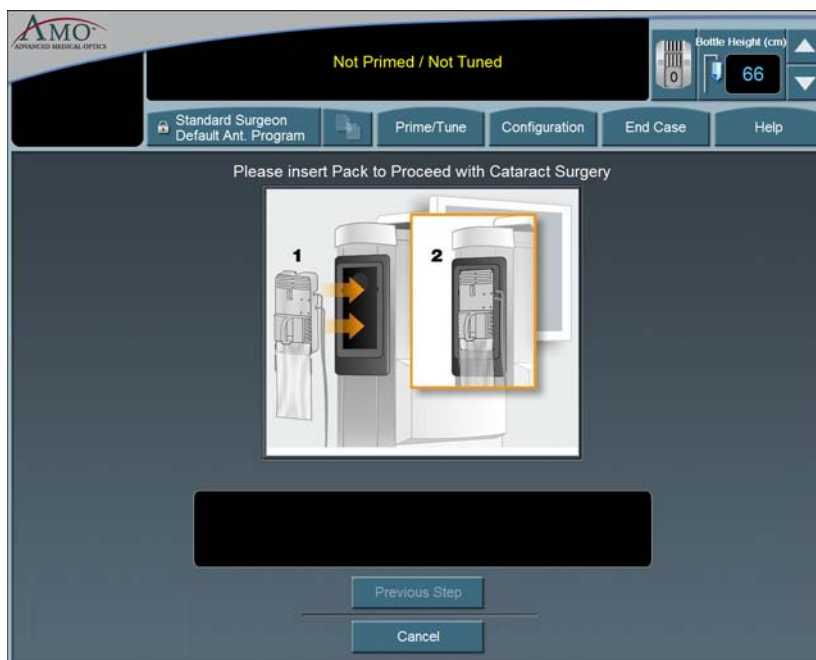 AMO
ADVANCED MEDICAL OPTICS
Not Primed / Not Tuned
0
Bottle Height (cm)
66
Standard Surgeon
Default Ant. Program
Prime/Tune
Configuration
End Case
Help
Please insert Pack to Proceed with Cataract Surgery
1
2
Previous Step
Cancel